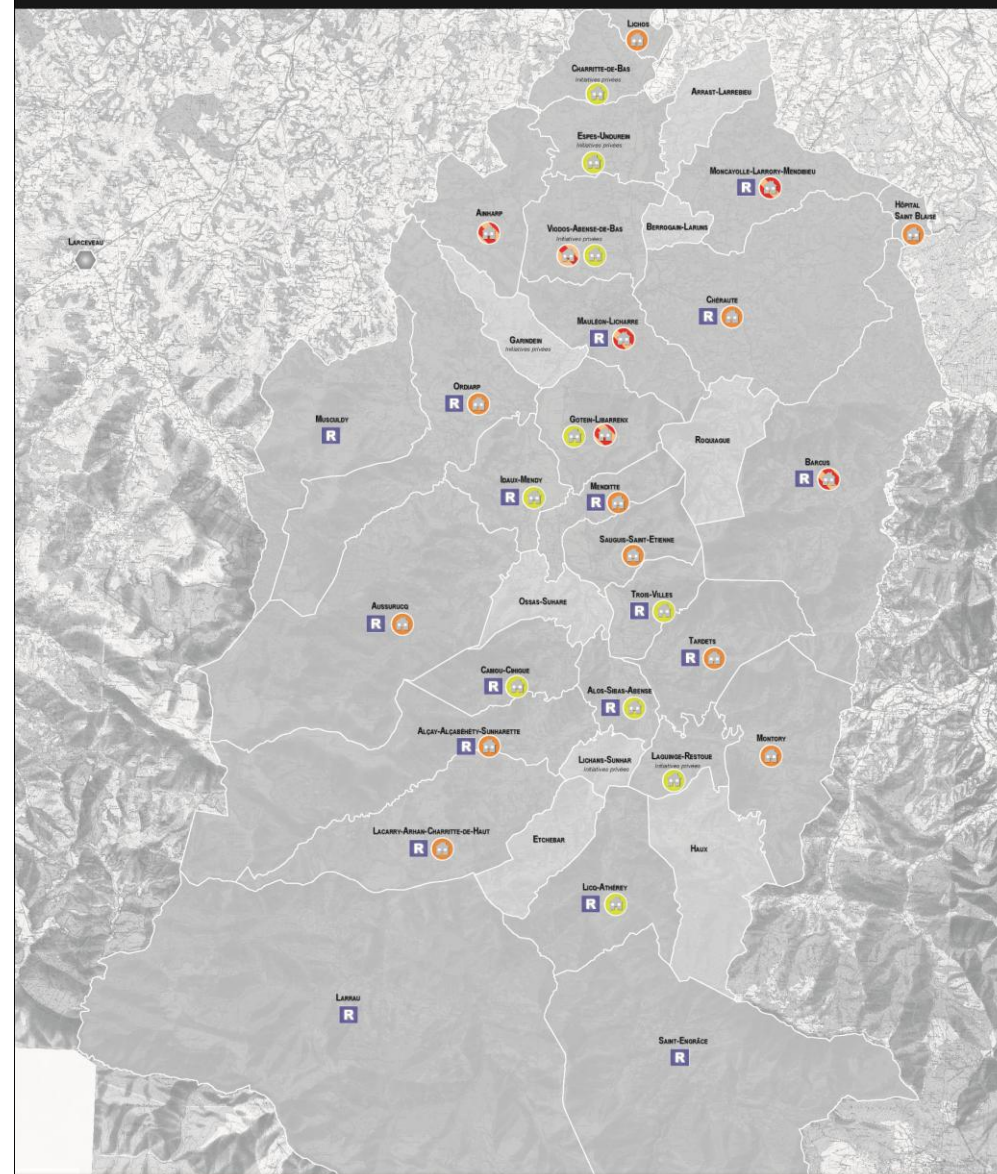 LICHOS
CHARRITTE-DE-BAS
Initiatives privées
ARRAST-LARREBIEU
ESPES-UNDUREIN
Initiatives privées
MONCAYOLLE-LARRORY-MENDIBIEU
R
HÔPITAL
SAINT BLAISE
AINHARP
VIODOS-ABENSE-DE-BAS
Initiatives privées
BERROGAIN-LARUNS
LARCEVEAU
CHÉRAUTE
R
MAULÉON-LICHARRE
R
GARINDEIN
Initiatives privées
ORDIARP
R
MUSCULDY
R
GOTEIN-LIBARRENX
ROQUIAGUE
BARCUS
R
IDAUX-MENDY
R
MENDITTE
R
SAUGUIS-SAINT-ETIENNE
TROIS-VILLES
R
OSSAS-SUHARE
AUSSURUCQ
R
TARDETS
R
CAMOU-CIHIGUE
R
ALOS-SIBAS-ABENSE
R
ALÇAY-ALÇABÉHÉTY-SUNHARETTE
R
MONTORY
LICHANS-SUNHAR
Initiatives privées
LAGUINGE-RESTOUE
Initiatives privées
LACARRY-ARHAN-CHARRITTE-DE-HAUT
R
ETCHEBAR
HAUX
LICQ-ATHÉREY
R
LARRAU
R
SAINT-ENGRÂCE
R